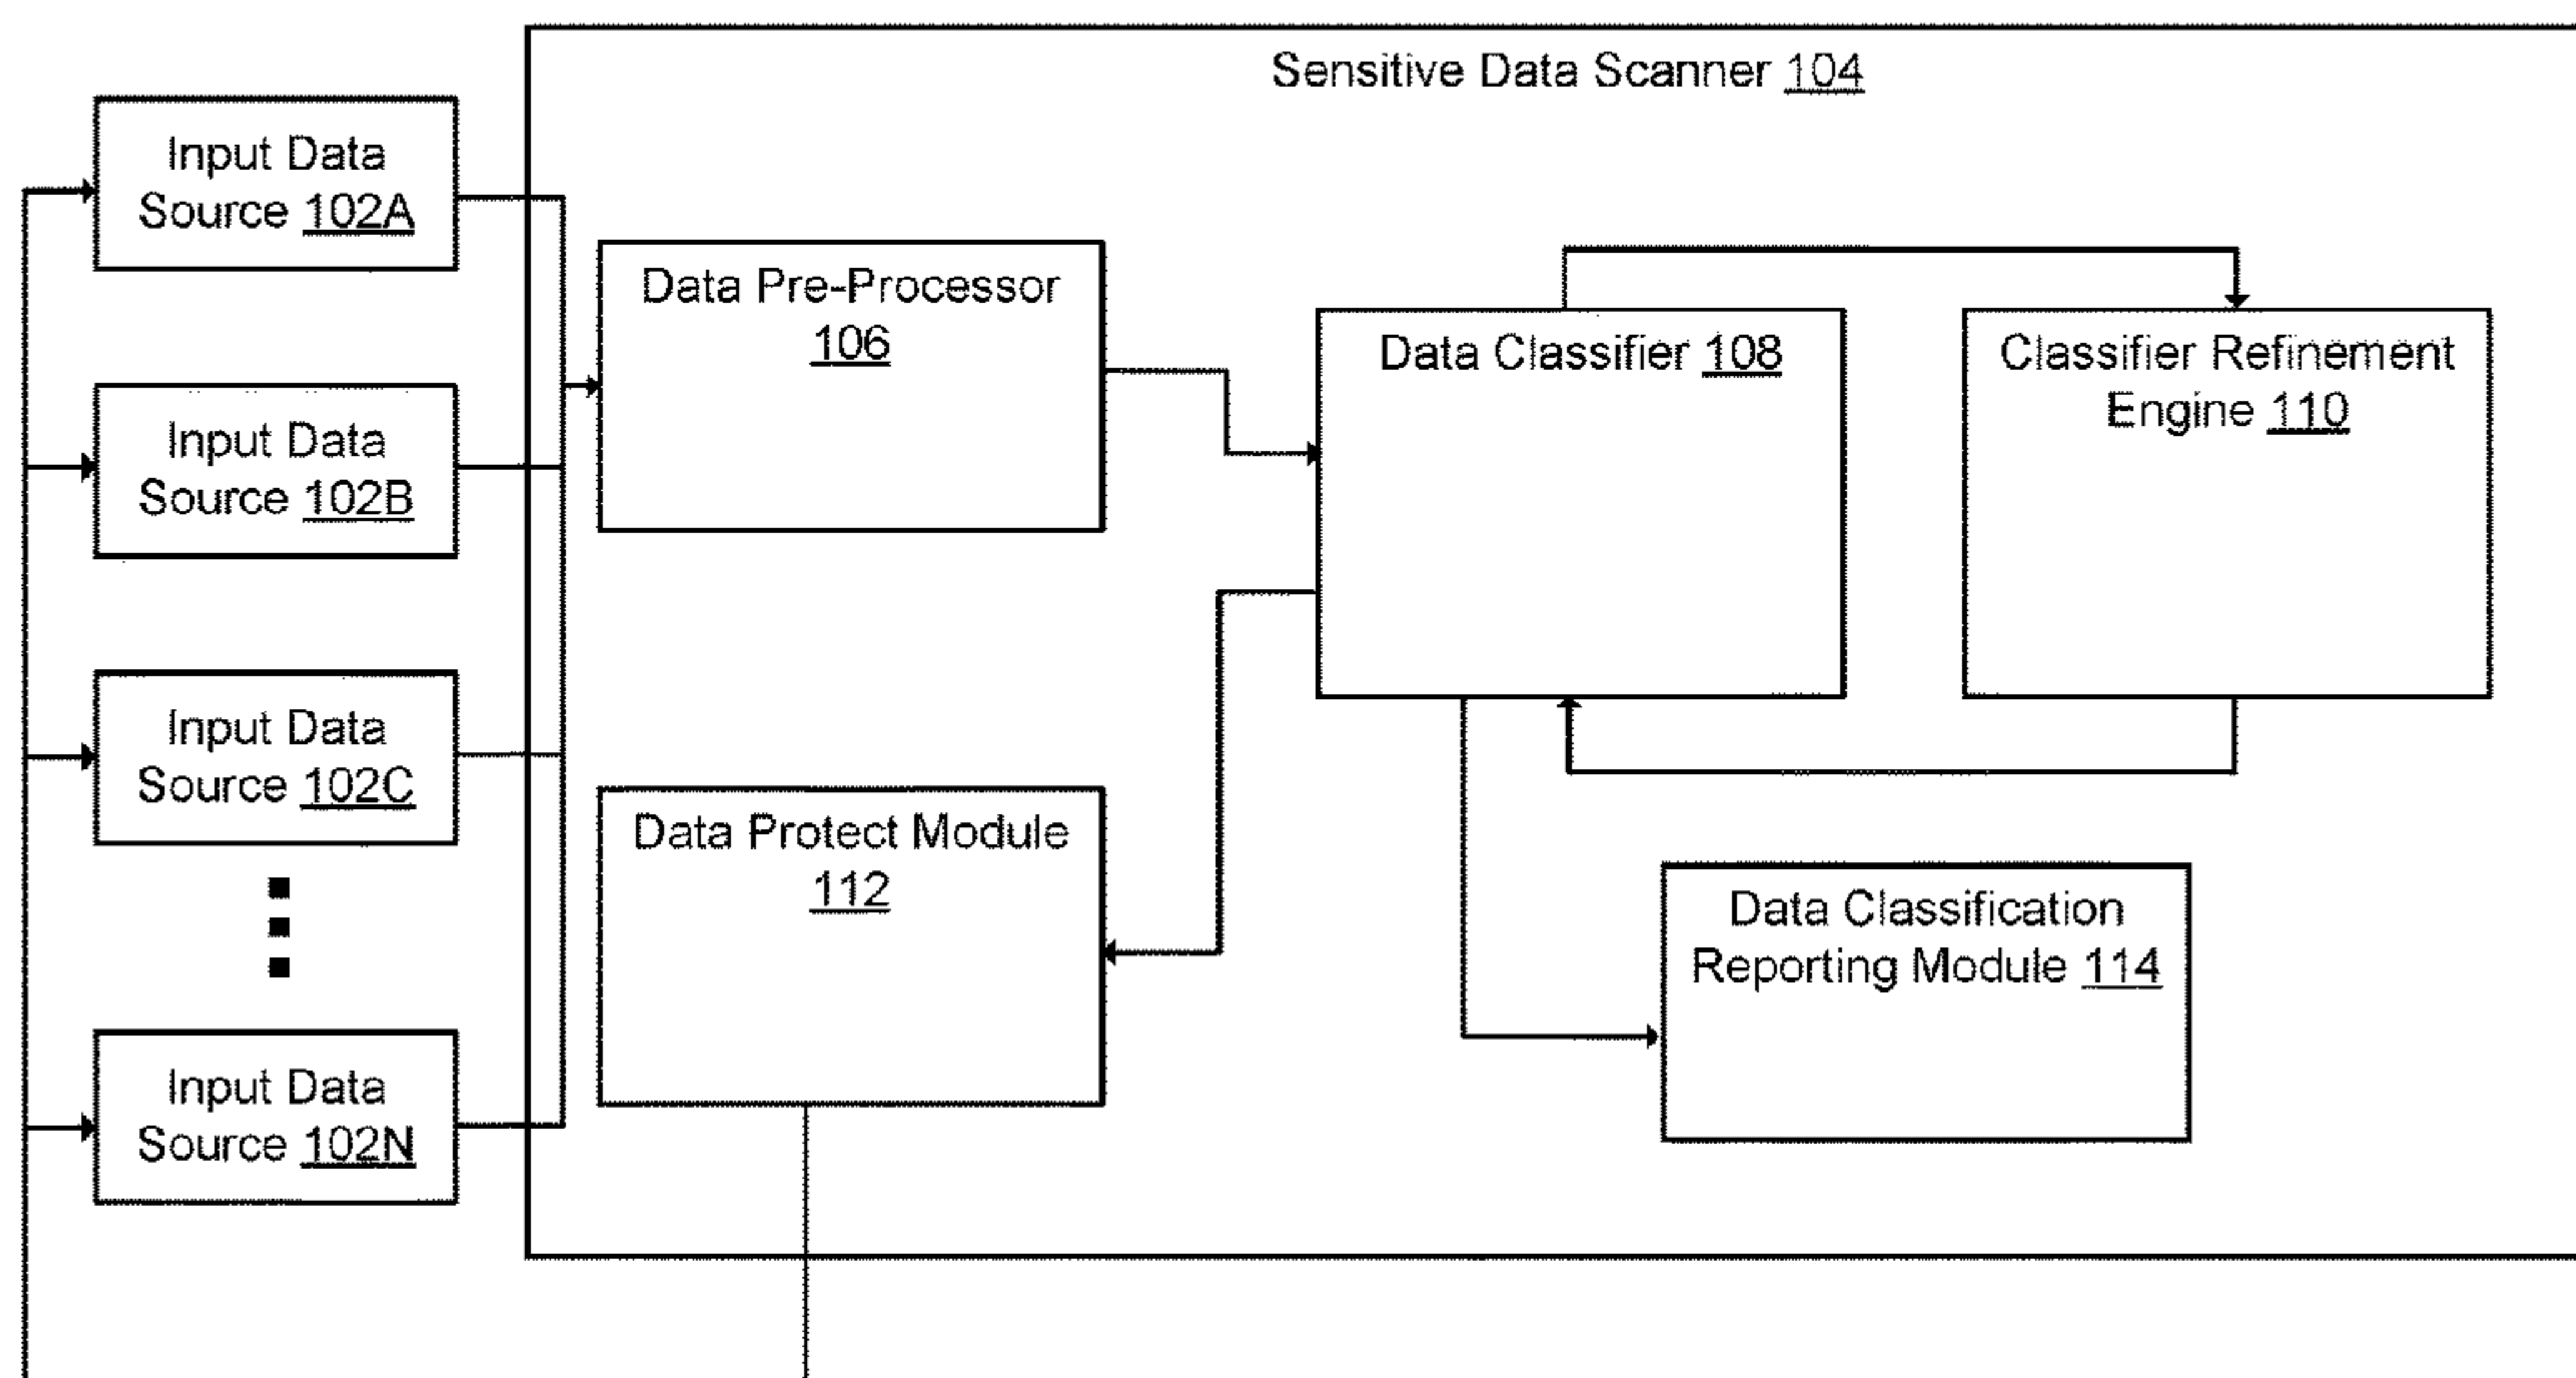 Sensitive Data Scanner 104
Input Data
Source 102A
Data Pre-Processor
106
Data Classifier 108
Classifier Refinement
Engine 110
Input Data
Source 102B
Input Data
Source 102C
Data Protect Module
112
Data Classification
Reporting Module 114
Input Data
Source 102N